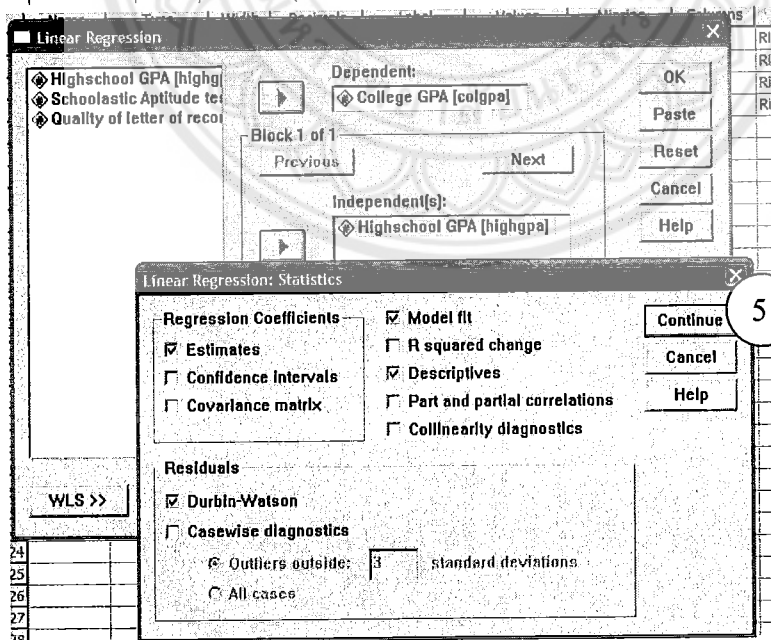 Linear Regression
Highschool GPA [highg
Schoolastic Aptitude te
Quality of letter of reco
Dependent:
College GPA [colgpa]
Block 1 of 1
Previous
Next
Independent(s):
Highschool GPA [highgpa]
OK
Paste
Reset
Cancel
Help
WLS >>
Linear Regression: Statistics
Regression Coefficients
Estimates
Confidence intervals
Covariance matrix
Model fit
R squared change
Descriptives
Part and partial correlations
Collinearity diagnostics
Continue
5
Cancel
Help
Residuals
Durbin-Watson
Casewise diagnostics
Outliers outside: 3 standard deviations
All cases
24
25
26
27